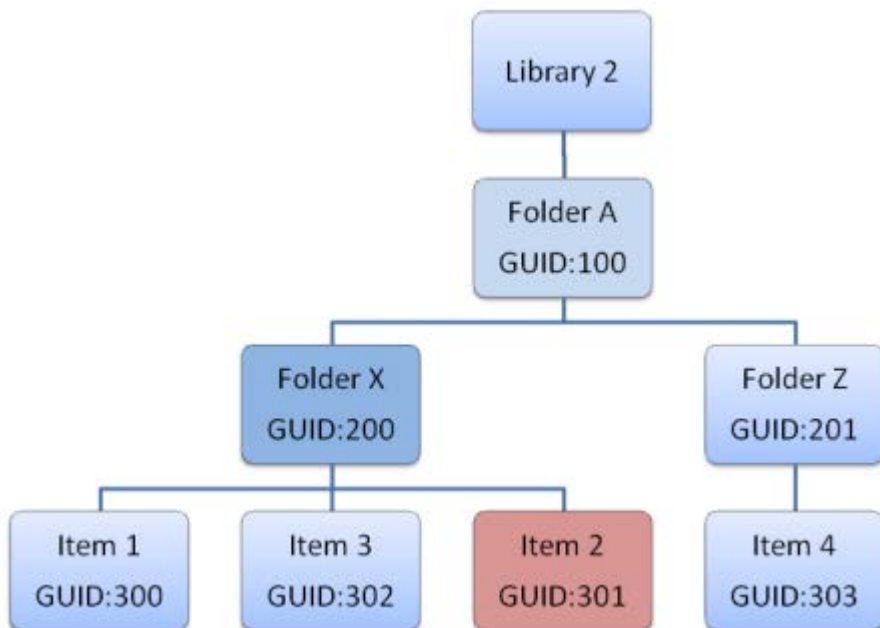 Library 2
Folder A
GUID:100
Folder X
GUID:200
Folder Z
GUID:201
Item 1
GUID:300
Item 3
GUID:302
Item 2
GUID:301
Item 4
GUID:303